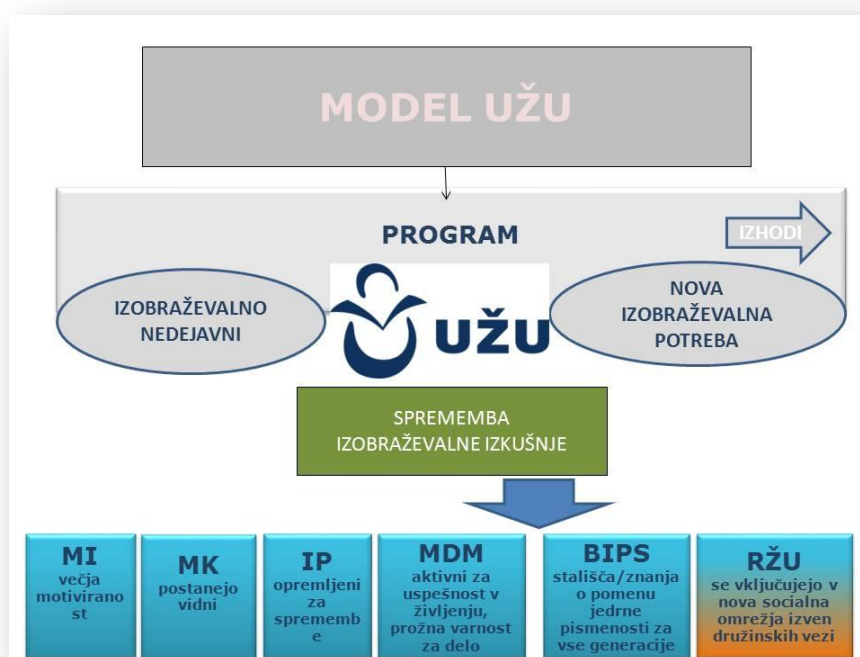 MODEL UŽU
PROGRAM
IZHODI
IZOBRAŽEVALNO
NEDEJAVNI
UŽU
NOVA
IZOBRAŽEVALNA
POTREBA
SPREMEMBA
IZOBRAŽEVALNE IZKUŠNJE
MI
večja
motivirano
st
MK
postanejo
vidni
IP
opremljeni
za
sprememb
e
MDM
aktivni za
uspešnost v
življenju,
prožna varnost
za delo
BIPS
stališča/znanja
o pomenu
jedrne
pismenosti za
vse generacije
RŽU
se vključujejo v
nova socialna
omrežja izven
družinskih vezi